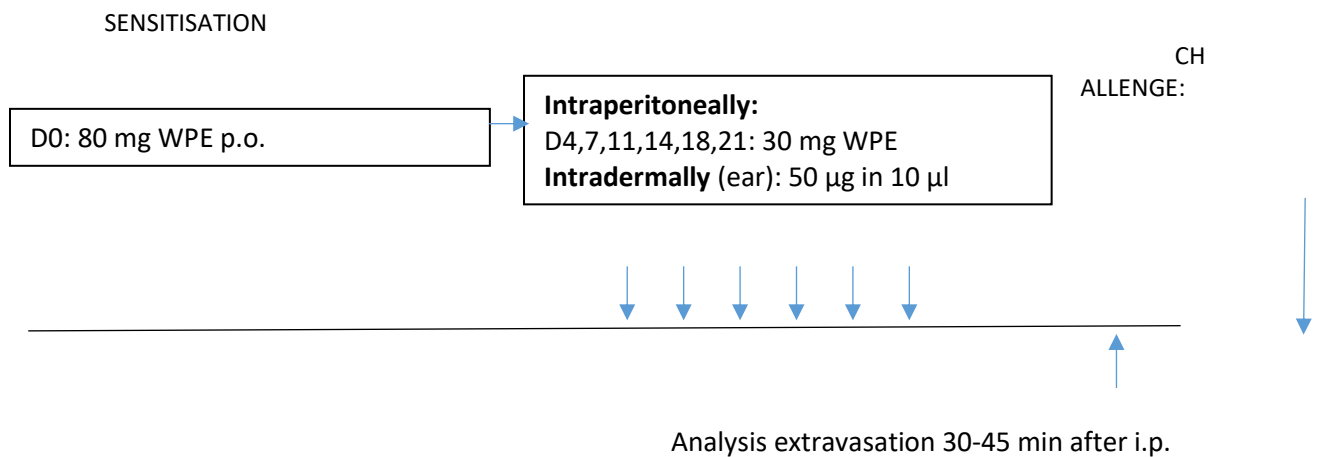 SENSITISATION
CH
ALLENGE:
D0: 80 mg WPE p.o.
Intraperitoneally:
D4,7,11,14,18,21: 30 mg WPE
Intradermally (ear): 50 µg in 10 µl
Analysis extravasation 30-45 min after i.p.